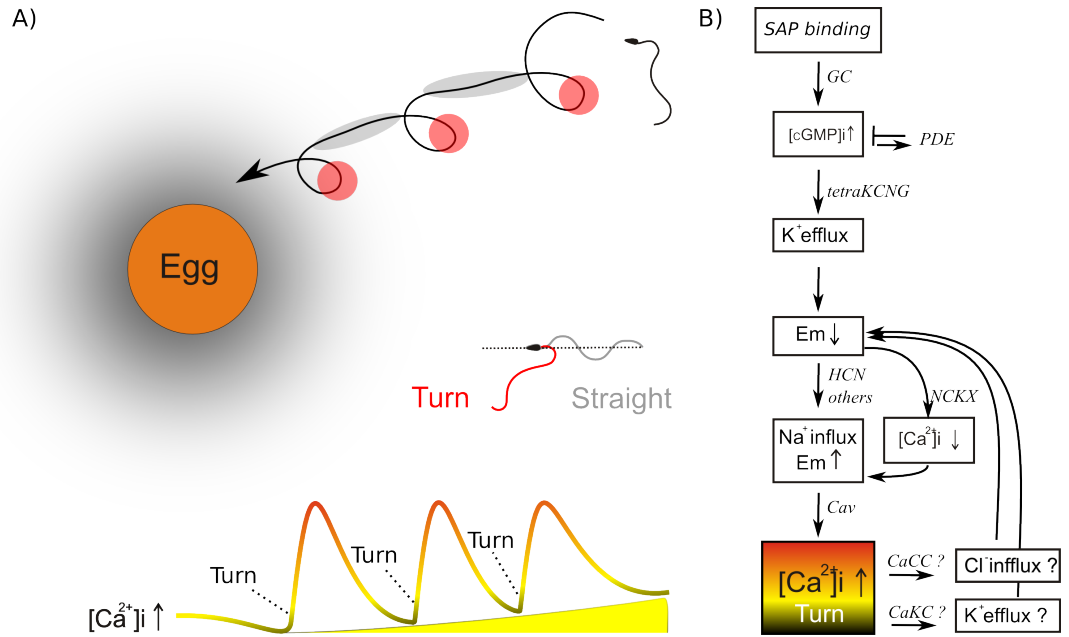 A)
Egg
Turn
Straight
Turn
Turn
Turn
[Ca²⁺]i ↑
B)
SAP binding
GC
[cGMP]i↑
PDE
tetraKCNG
K⁺efflux
Em ↓
HCN
others
NCKX
Na⁺influx
Em ↑
[Ca²⁺]i ↓
Cav
[Ca²⁺]i ↑
Turn
CaCC ?
Cl⁻infflux ?
CaKC ?
K⁺efflux ?